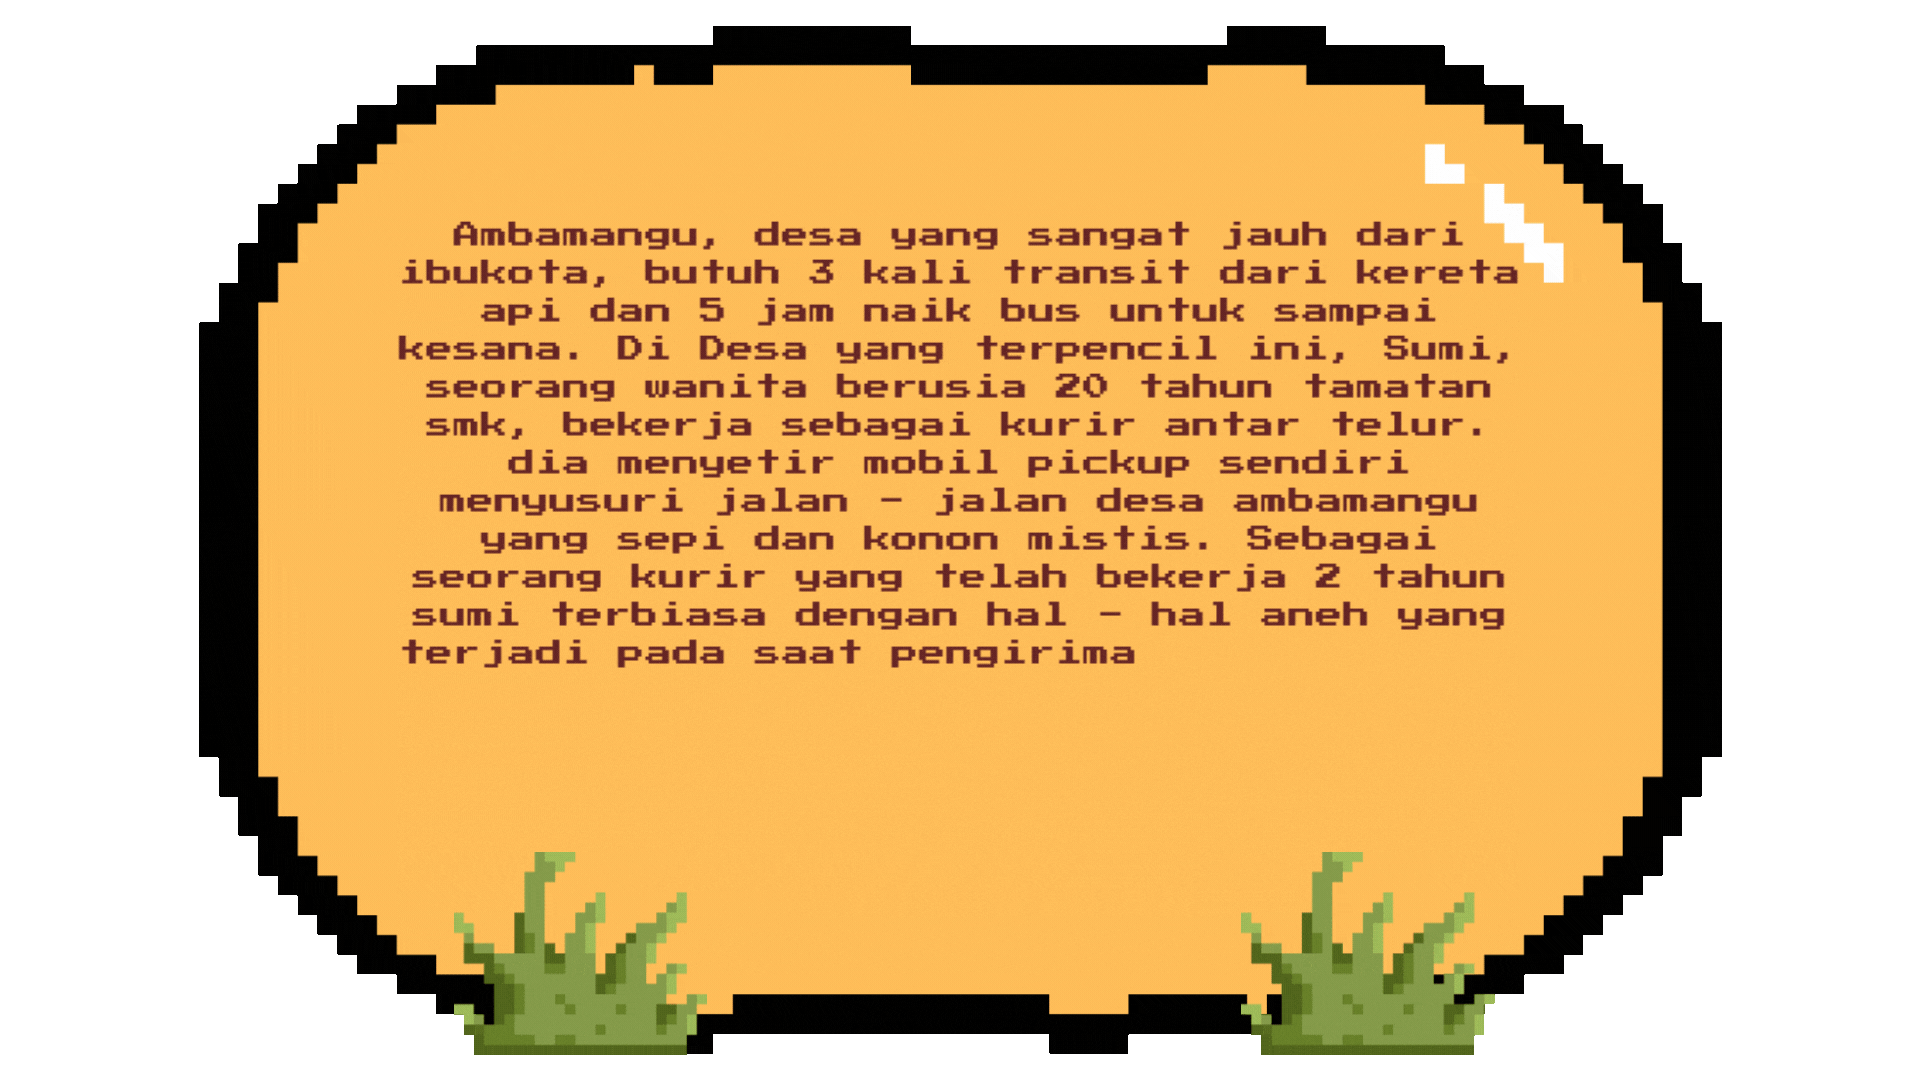 Ambamangu, desa yang sangat jauh dari
ibukota, butuh 3 kali transit dari kereta
api dan 5 jam naik bus untuk sampai
kesana. Di Desa yang terpencil ini, Sumi,
seorang wanita berusia 20 tahun tamatan
smk, bekerja sebagai kurir antar telur.
dia menyetir mobil pickup sendiri
menyusuri jalan - jalan desa ambamangu
yang sepi dan konon mistis. Sebagai
seorang kurir yang telah bekerja 2 tahun
sumi terbiasa dengan hal - hal aneh yang
terjadi pada saat pengirima